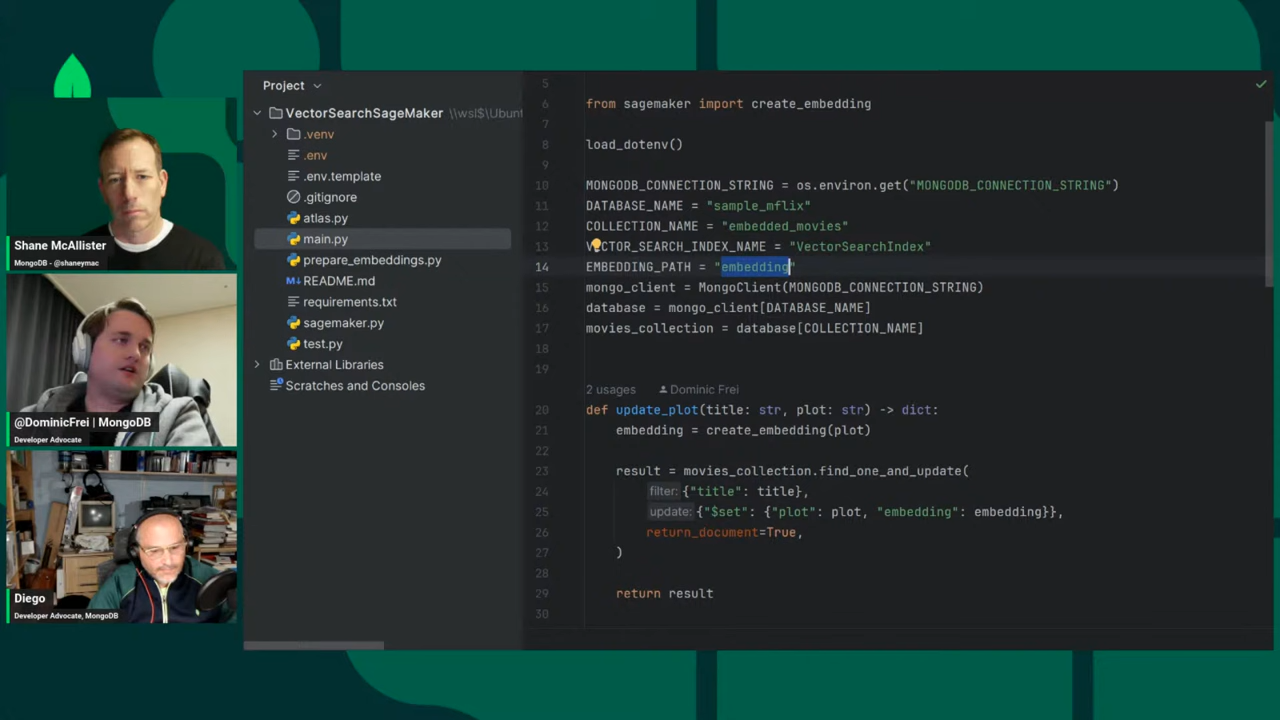 Shane McAllister
MongoDB - @shaneymac
@DominicFrei | MongoDB
Developer Advocate
Diego
Developer Advocate, MongoDB
Project
VectorSearchSageMaker \\wsl$\Ubunt
.venv
.env
.env.template
.gitignore
atlas.py
main.py
prepare_embeddings.py
README.md
requirements.txt
sagemaker.py
test.py
External Libraries
Scratches and Consoles
5
6 from sagemaker import create_embedding
7
8 load_dotenv()
9
10 MONGODB_CONNECTION_STRING = os.environ.get("MONGODB_CONNECTION_STRING")
11 DATABASE_NAME = "sample_mflix"
12 COLLECTION_NAME = "embedded_movies"
13 VECTOR_SEARCH_INDEX_NAME = "VectorSearchIndex"
14 EMBEDDING_PATH = "embedding"
15 mongo_client = MongoClient(MONGODB_CONNECTION_STRING)
16 database = mongo_client[DATABASE_NAME]
17 movies_collection = database[COLLECTION_NAME]
18
19
2 usages Dominic Frei
20 def update_plot(title: str, plot: str) -> dict:
21 embedding = create_embedding(plot)
22
23 result = movies_collection.find_one_and_update(
24 filter: {"title": title},
25 update: {"$set": {"plot": plot, "embedding": embedding}},
26 return_document=True,
27 )
28
29 return result
30